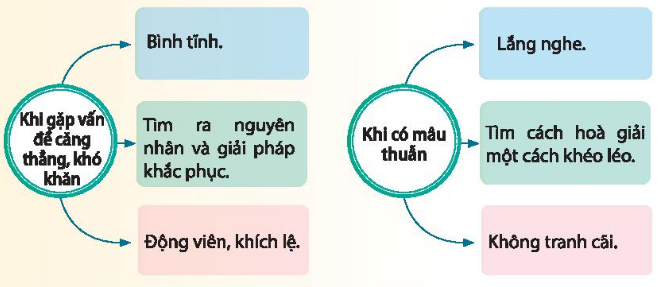 Khi gặp vấn
đề căng
thẳng, khó
khăn
Bình tĩnh.
Tìm ra nguyên
nhân và giải pháp
khắc phục.
Động viên, khích lệ.
Khi có mâu
thuẫn
Lắng nghe.
Tìm cách hoà giải
một cách khéo léo.
Không tranh cãi.